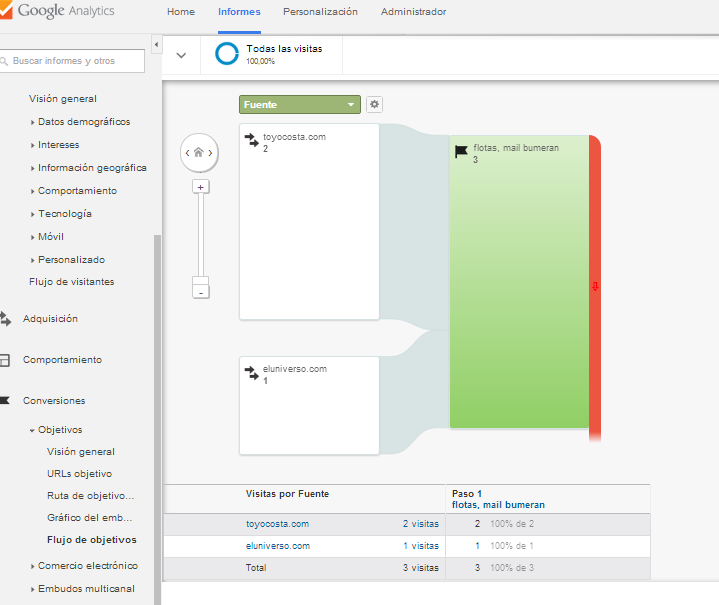 Google Analytics
Home Informes Personalización Administrador
Buscar informes y otros
Todas las visitas
100,00%
Visión general
Datos demográficos
Intereses
Información geográfica
Comportamiento
Tecnología
Móvil
Personalizado
Flujo de visitantes
Adquisición
Comportamiento
Conversiones
Objetivos
Visión general
URLs objetivo
Ruta de objetivo...
Gráfico del emb...
Flujo de objetivos
Comercio electrónico
Embudos multicanal
Fuente
+
-
toyocosta.com
2
flotas, mail bumeran
3
eluniverso.com
1
Visitas por Fuente Paso 1
flotas, mail bumeran
toyocosta.com 2 visitas 2 100% de 2
eluniverso.com 1 visitas 1 100% de 1
Total 3 visitas 3 100% de 3